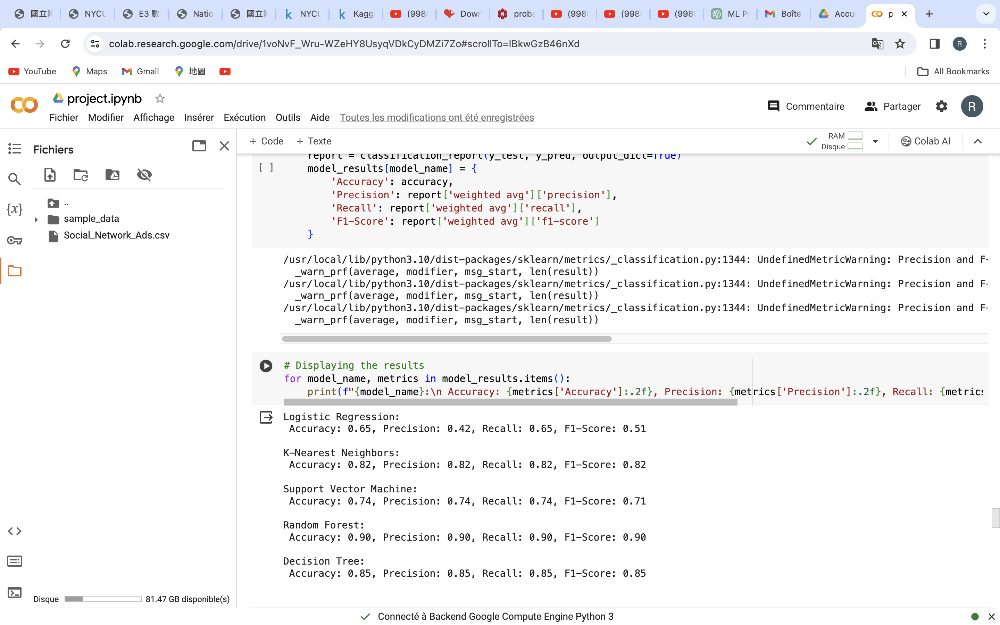 國立 NYCU E3 數 Natio 國立 NYCU Kagg (998 Down proba (998 (998 (998 ML P Boîte Accu p
colab.research.google.com/drive/1voNvF_Wru-WZeHY8UsyqVDkCyDMZi7Zo#scrollTo=IBkwGzB46nXd R
YouTube Maps Gmail 地圖 All Bookmarks
project.ipynb
Commentaire Partager R
Fichier Modifier Affichage Insérer Exécution Outils Aide Toutes les modifications ont été enregistrées
Fichiers
+ Code + Texte RAM Disque Colab AI
report = classification_report(y_test, y_pred, output_dict=True)
[ ] model_results[model_name] = {
'Accuracy': accuracy,
'Precision': report['weighted avg']['precision'],
'Recall': report['weighted avg']['recall'],
'F1-Score': report['weighted avg']['f1-score']
}
..
sample_data
Social_Network_Ads.csv
{x}
/usr/local/lib/python3.10/dist-packages/sklearn/metrics/_classification.py:1344: UndefinedMetricWarning: Precision and F-
_warn_prf(average, modifier, msg_start, len(result))
/usr/local/lib/python3.10/dist-packages/sklearn/metrics/_classification.py:1344: UndefinedMetricWarning: Precision and F-
_warn_prf(average, modifier, msg_start, len(result))
/usr/local/lib/python3.10/dist-packages/sklearn/metrics/_classification.py:1344: UndefinedMetricWarning: Precision and F-
_warn_prf(average, modifier, msg_start, len(result))
# Displaying the results
for model_name, metrics in model_results.items():
print(f"{model_name}:\n Accuracy: {metrics['Accuracy']:.2f}, Precision: {metrics['Precision']:.2f}, Recall: {metrics
Logistic Regression:
Accuracy: 0.65, Precision: 0.42, Recall: 0.65, F1-Score: 0.51
K-Nearest Neighbors:
Accuracy: 0.82, Precision: 0.82, Recall: 0.82, F1-Score: 0.82
Support Vector Machine:
Accuracy: 0.74, Precision: 0.74, Recall: 0.74, F1-Score: 0.71
Random Forest:
Accuracy: 0.90, Precision: 0.90, Recall: 0.90, F1-Score: 0.90
Decision Tree:
Accuracy: 0.85, Precision: 0.85, Recall: 0.85, F1-Score: 0.85
Disque 81.47 GB disponible(s)
Connecté à Backend Google Compute Engine Python 3